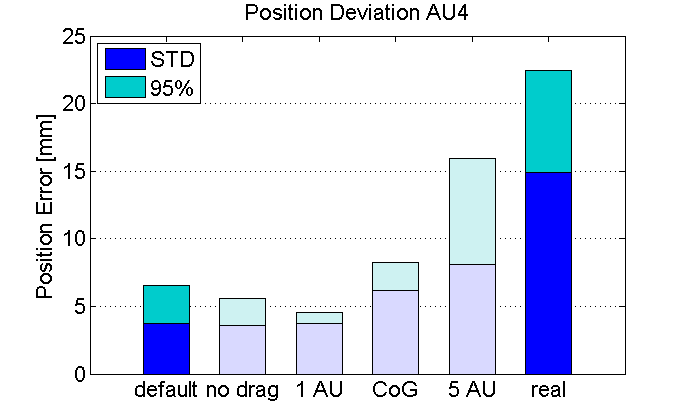 Position Deviation AU4
STD
95%
Position Error [mm]
25
20
15
10
5
0
default no drag 1 AU CoG 5 AU real